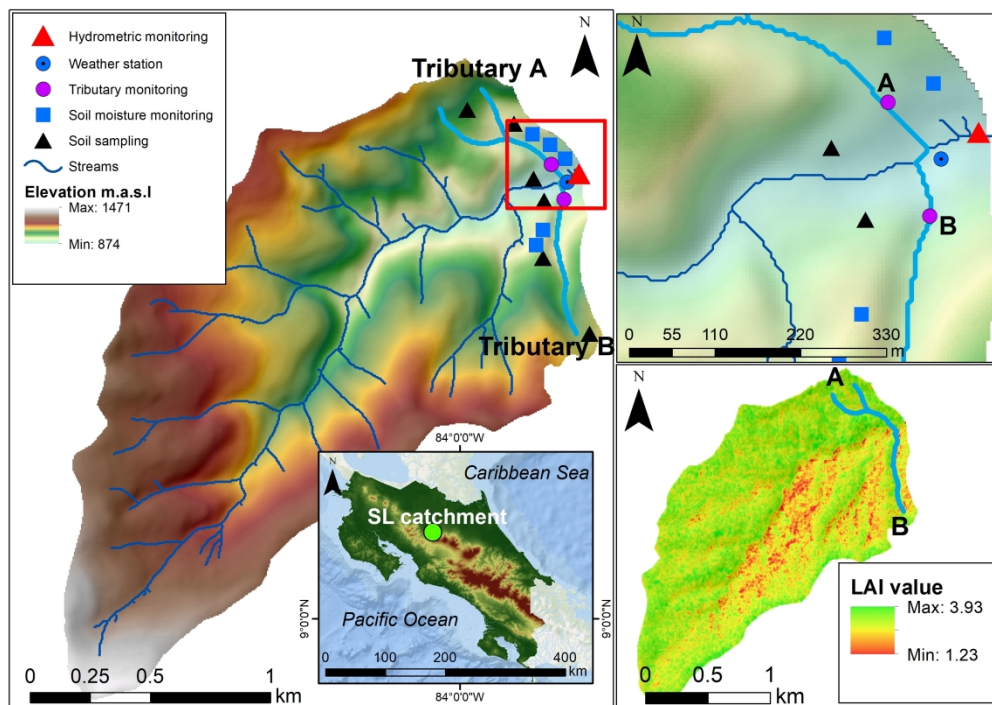 Hydrometric monitoring
Weather station
Tributary monitoring
Soil moisture monitoring
Soil sampling
Streams
Elevation m.a.s.l
Max: 1471
Min: 874
Tributary A
N
Tributary B
0 0.25 0.5 1
km
84°0'0"W
N
Caribbean Sea
SL catchment
Pacific Ocean
9°0'0"N
9°0'0"N
0 100 200 400
km
84°0'0"W
N
A
B
0 55 110 220 330
m
N
A
B
LAI value
Max: 3.93
Min: 1.23
0 0.5 1
km